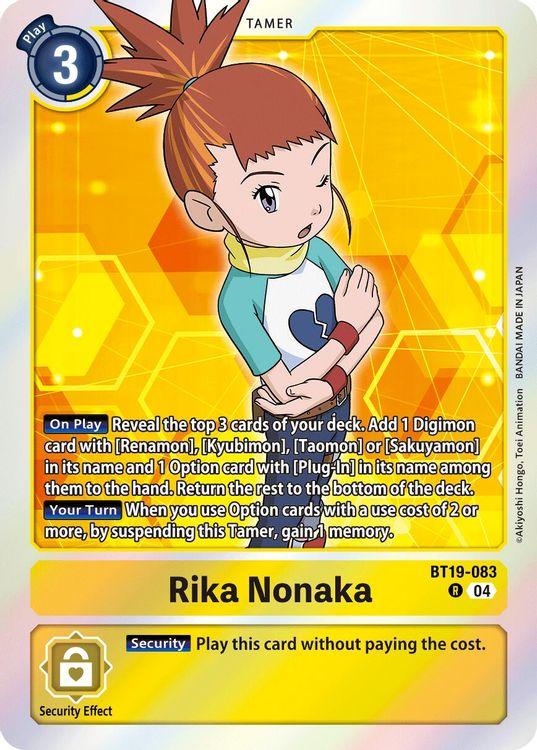 TAMER
Play
3
On Play Reveal the top 3 cards of your deck. Add 1 Digimon
card with [Renamon], [Kyubimon], [Taomon] or [Sakuyamon]
in its name and 1 Option card with [Plug-In] in its name among
them to the hand. Return the rest to the bottom of the deck.
Your Turn When you use Option cards with a use cost of 2 or
more, by suspending this Tamer, gain 1 memory.
©Akiyoshi Hongo, Toei Animation BANDAI MADE IN JAPAN
Rika Nonaka
BT19-083
R 04
Security Play this card without paying the cost.
Security Effect